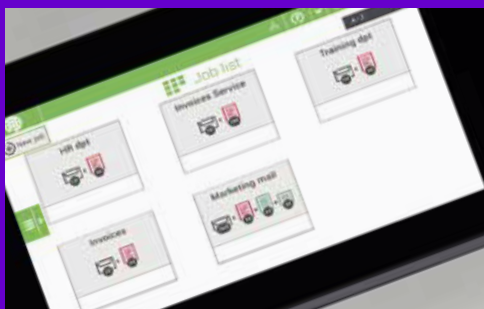 A-Z
Job list
New job
HR dpt
Invoices Service
Training dpt
Invoices
Marketing mail